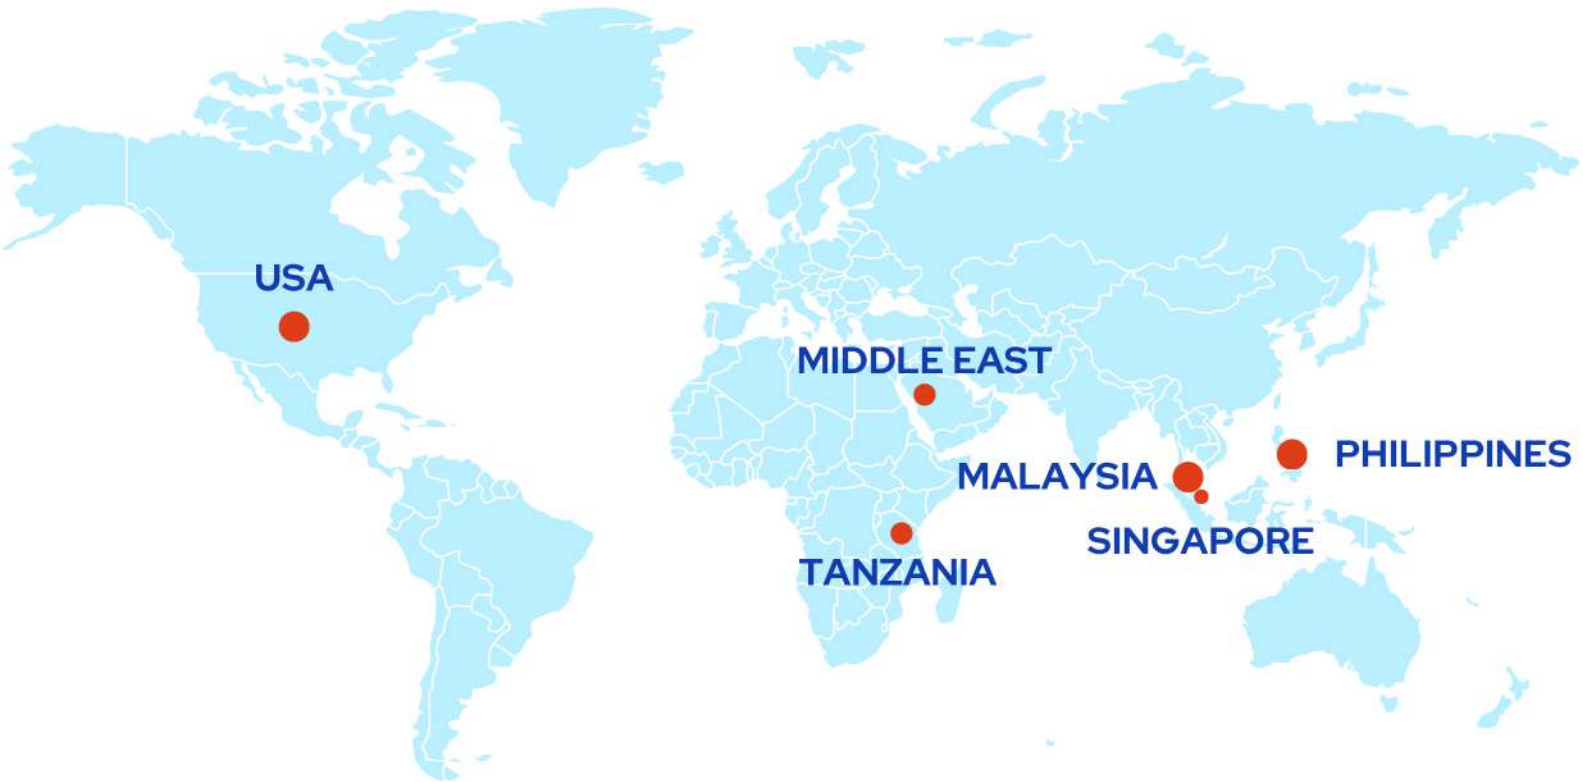 USA
MIDDLE EAST
PHILIPPINES
MALAYSIA
SINGAPORE
TANZANIA